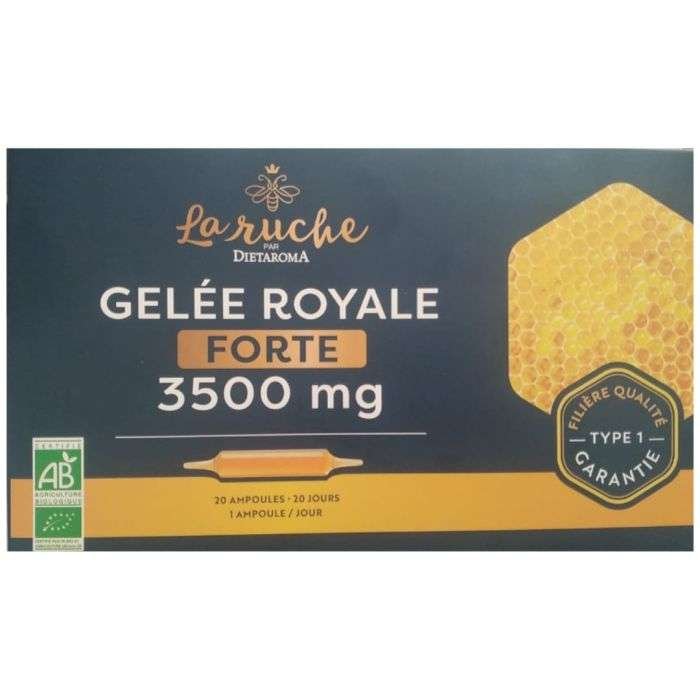 La ruche
PAR
DIETAROMA
GELÉE ROYALE
FORTE
3500 mg
FILIÈRE QUALITÉ
TYPE 1
GARANTIE
20 AMPOULES - 20 JOURS
1 AMPOULE / JOUR
CERTIFIÉ
AB
AGRICULTURE
BIOLOGIQUE